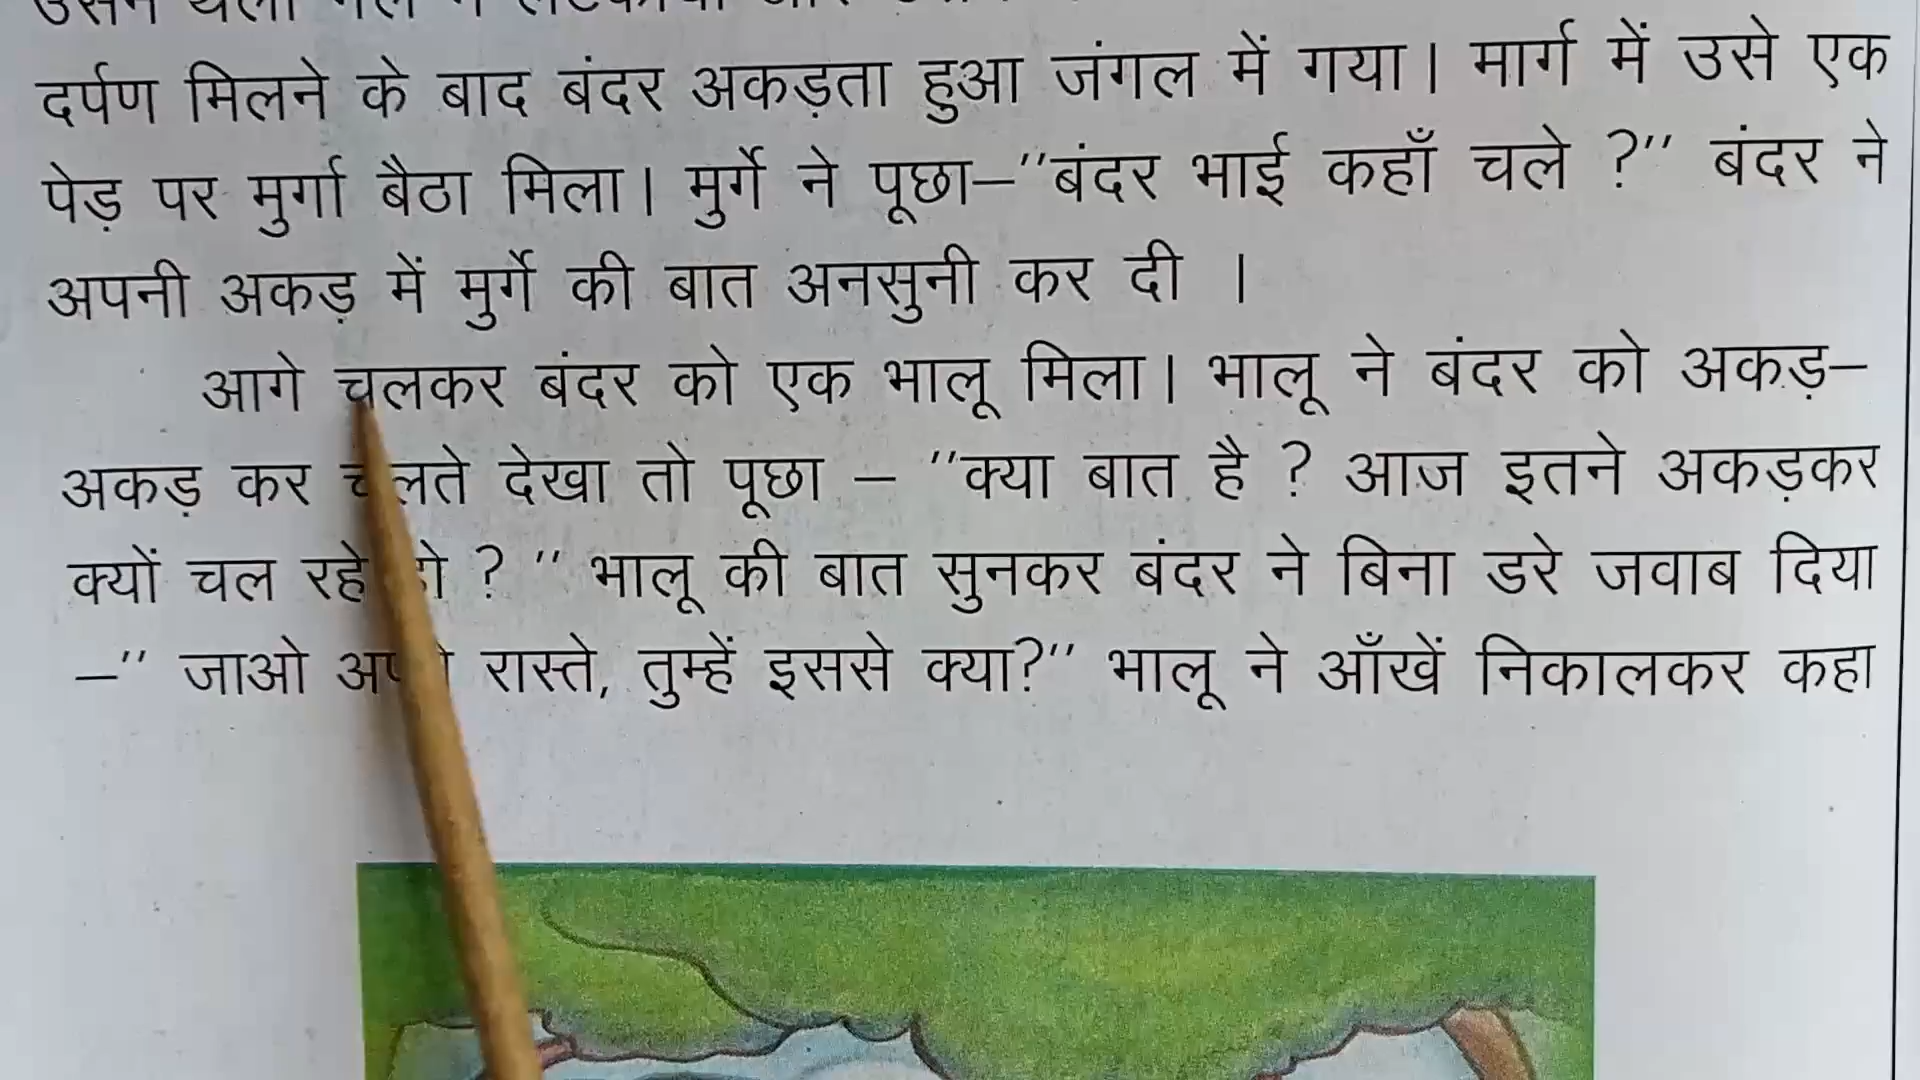 दर्पण मिलने के बाद बंदर अकड़ता हुआ जंगल में गया। मार्ग में उसे एक
पेड़ पर मुर्गा बैठा मिला। मुर्गे ने पूछा–"बंदर भाई कहाँ चले ?" बंदर ने
अपनी अकड़ में मुर्गे की बात अनसुनी कर दी ।
आगे चलकर बंदर को एक भालू मिला। भालू ने बंदर को अकड़–
अकड़ कर चलते देखा तो पूछा – "क्या बात है ? आज इतने अकड़कर
क्यों चल रहे हो ? " भालू की बात सुनकर बंदर ने बिना डरे जवाब दिया
–" जाओ अपने रास्ते, तुम्हें इससे क्या?" भालू ने आँखें निकालकर कहा